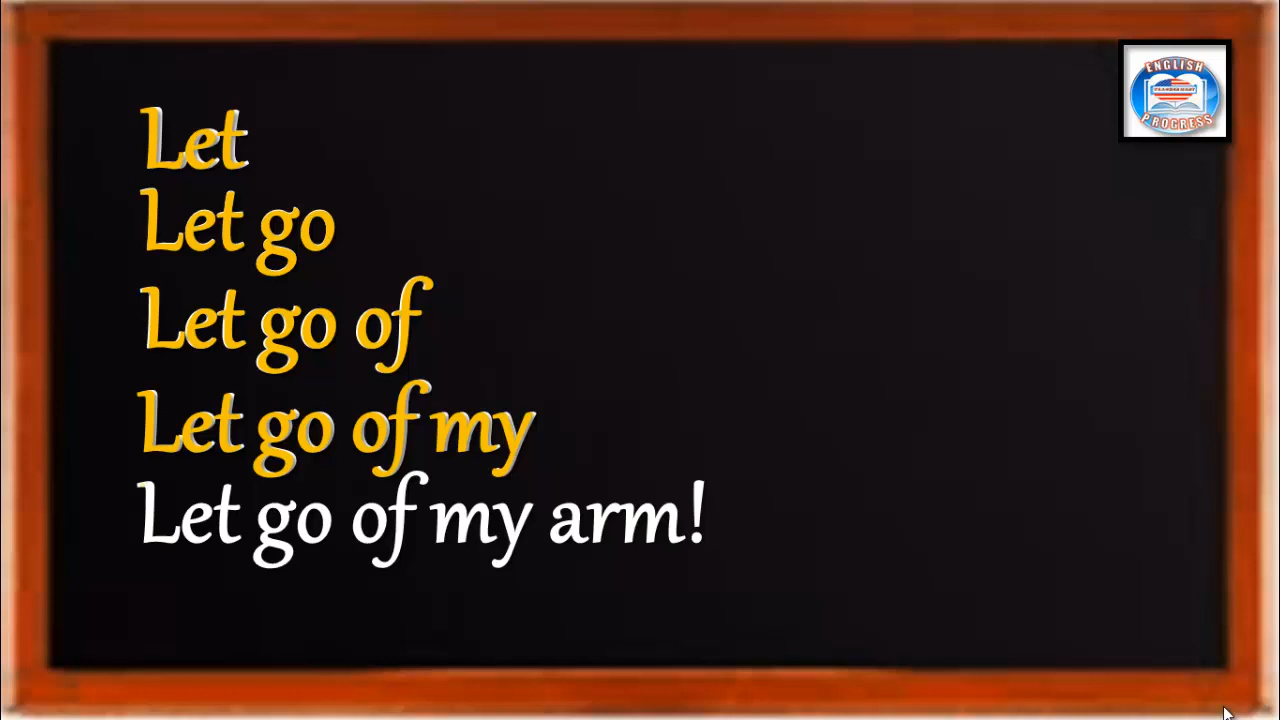 Let
Let go
Let go of
Let go of my
Let go of my arm!
ENGLISH
PROGRESS